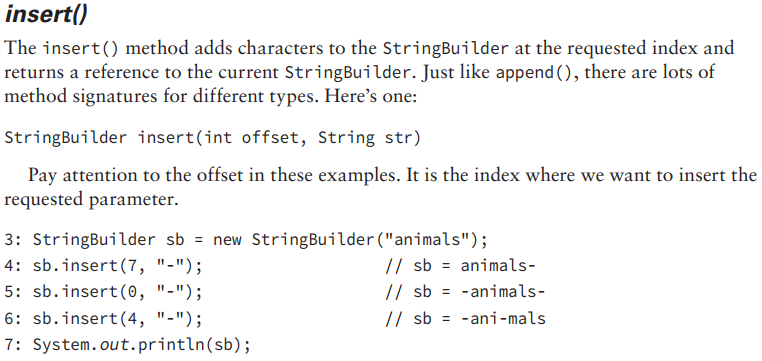 insert()
The insert() method adds characters to the StringBuilder at the requested index and
returns a reference to the current StringBuilder. Just like append(), there are lots of
method signatures for different types. Here’s one:
StringBuilder insert(int offset, String str)
Pay attention to the offset in these examples. It is the index where we want to insert the
requested parameter.
3: StringBuilder sb = new StringBuilder("animals");
4: sb.insert(7, "-"); // sb = animals-
5: sb.insert(0, "-"); // sb = -animals-
6: sb.insert(4, "-"); // sb = -ani-mals
7: System.out.println(sb);